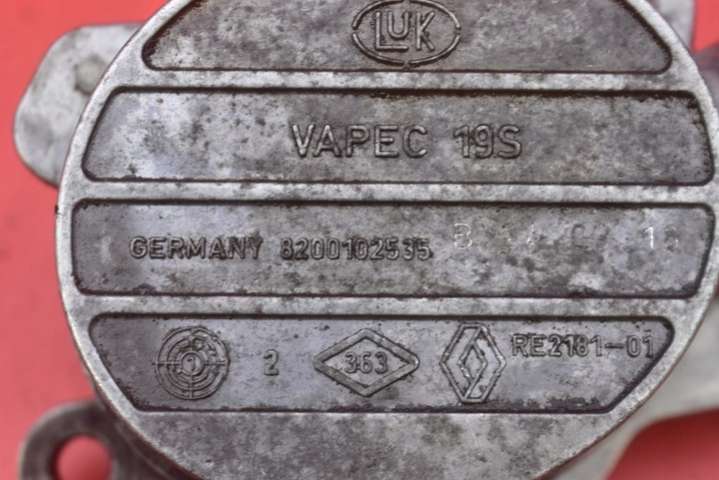 LUK
VAPEC 19S
GERMANY 8200102535 B
2 363 RE2181-01